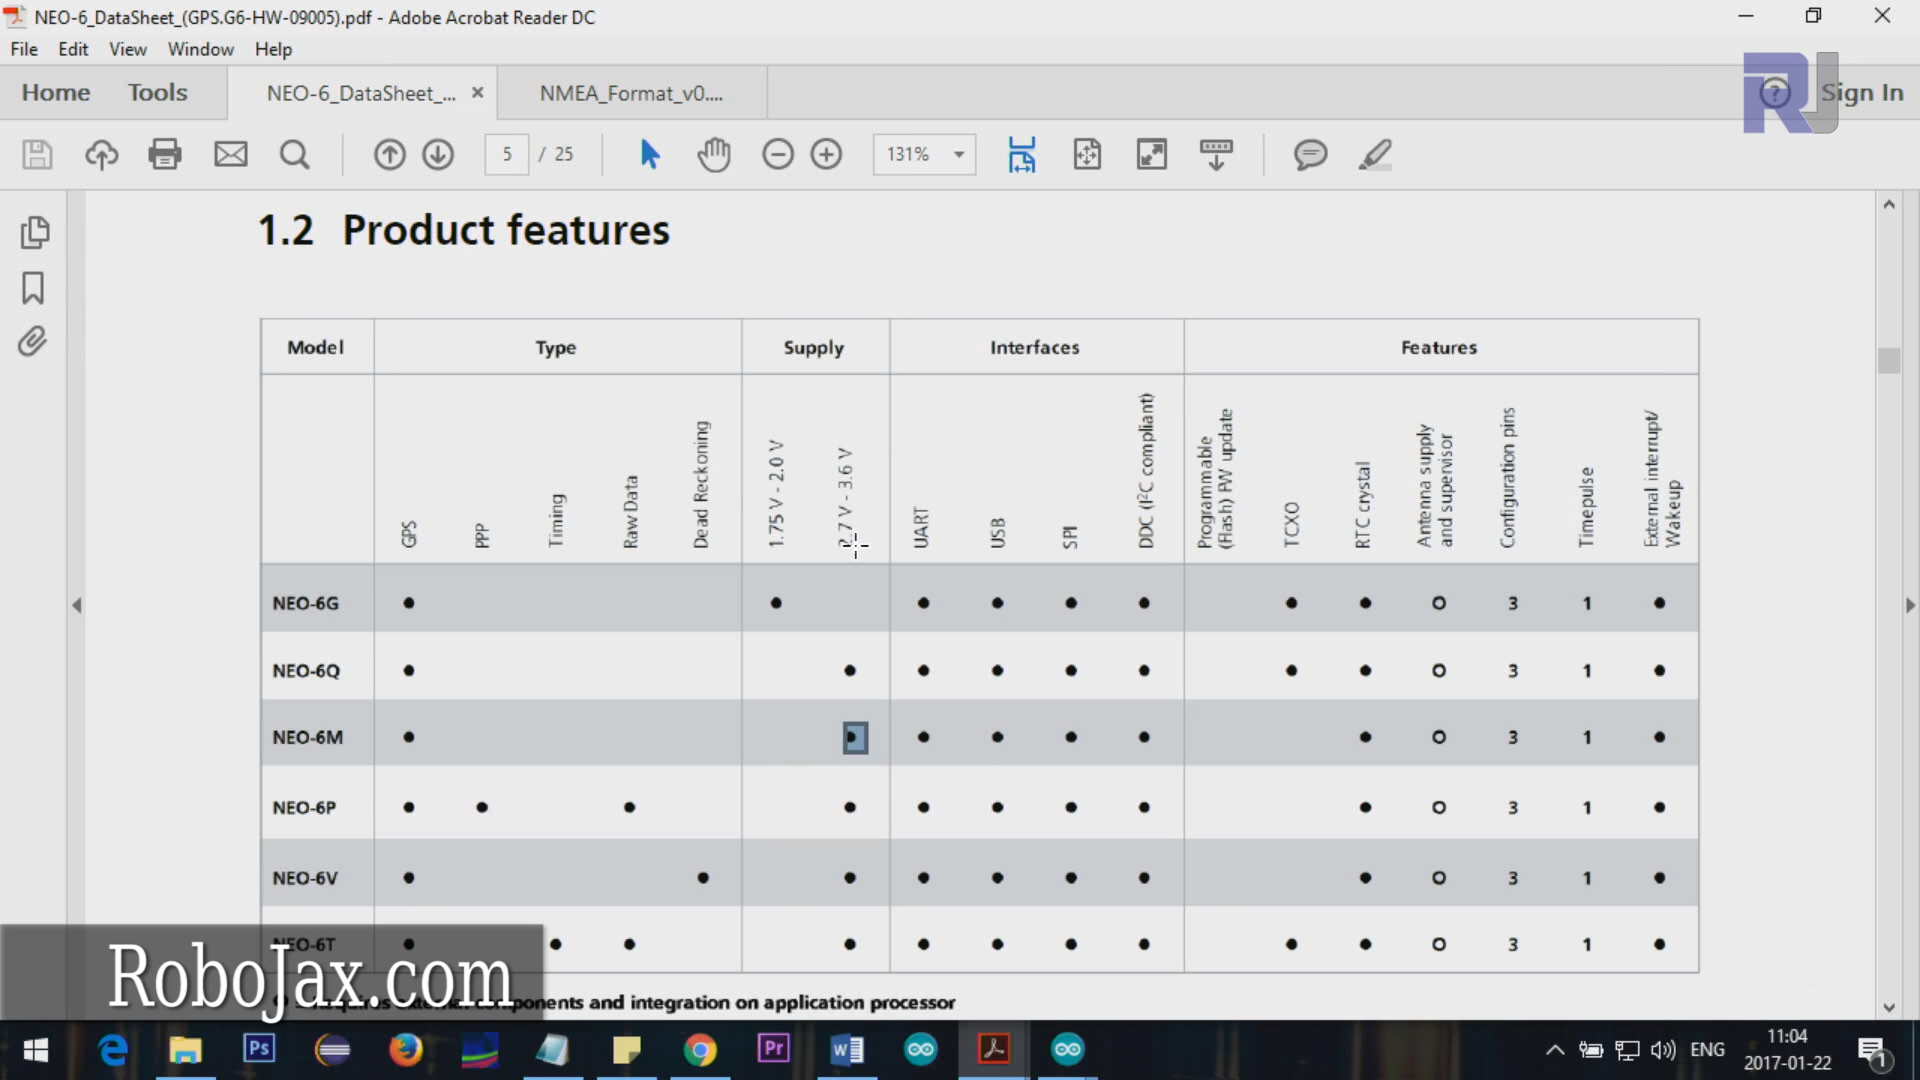 NEO-6_DataSheet_(GPS.G6-HW-09005).pdf - Adobe Acrobat Reader DC
File Edit View Window Help
Home Tools NEO-6_DataSheet_... × NMEA_Format_v0.... ? Sign In
RJ
5 / 25 131%
1.2 Product features
Model Type Supply Interfaces Features
GPS PPP Timing Raw Data Dead Reckoning 1.75 V - 2.0 V 2.7 V - 3.6 V UART USB SPI DDC (I²C compliant) Programmable (Flash) FW update TCXO RTC crystal Antenna supply and supervisor Configuration pins Timepulse External interrupt/ Wakeup
NEO-6G ● ● ● ● ● ● ● ● O 3 1 ●
NEO-6Q ● ● ● ● ● ● ● ● O 3 1 ●
NEO-6M ● ● ● ● ● ● ● O 3 1 ●
NEO-6P ● ● ● ● ● ● ● ● ● O 3 1 ●
NEO-6V ● ● ● ● ● ● ● ● O 3 1 ●
NEO-6T ● ● ● ● ● ● ● ● ● ● O 3 1 ●
RoboJax.com
components and integration on application processor
Ps Pr W
ENG 11:04
2017-01-22 1